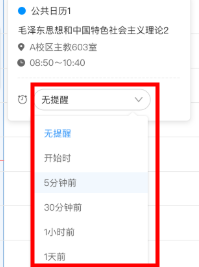 公共日历1
毛泽东思想和中国特色社会主义理论2
A校区主教603室
08:50~10:40
无提醒
无提醒
开始时
5分钟前
30分钟前
1小时前
1天前